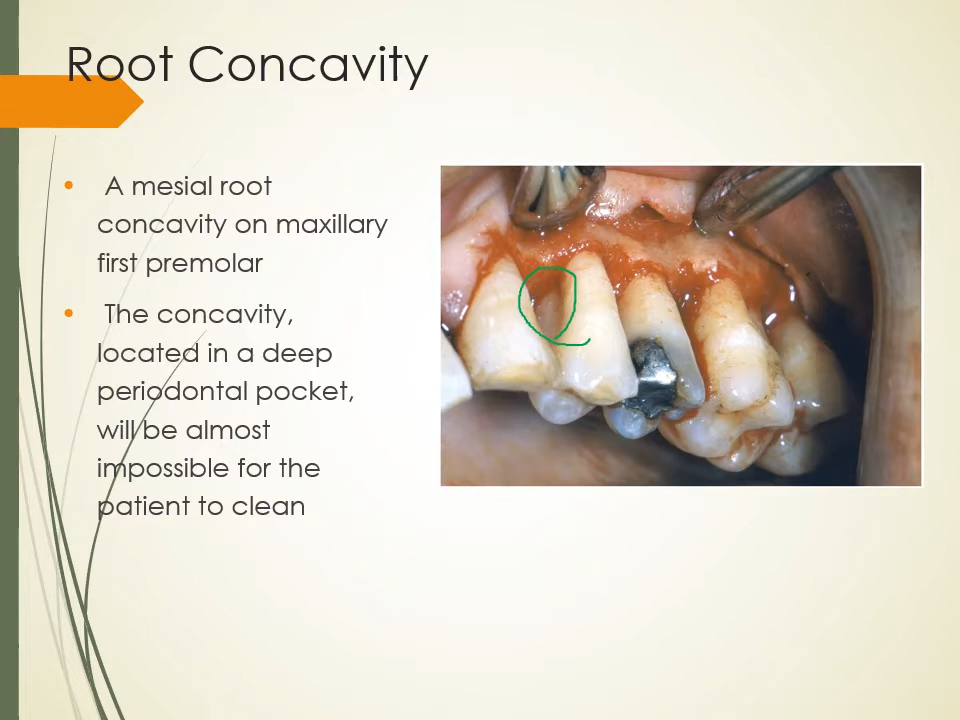 Root Concavity
• A mesial root
concavity on maxillary
first premolar
• The concavity,
located in a deep
periodontal pocket,
will be almost
impossible for the
patient to clean